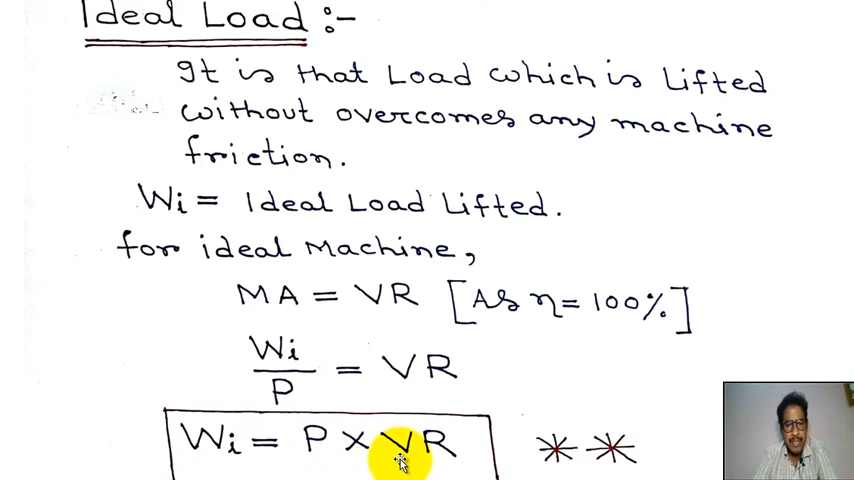 Ideal Load :-
It is that Load which is Lifted
without overcomes any machine
friction.
Wi = Ideal Load Lifted.
for ideal Machine,
MA = VR [As η = 100%]
Wi/P = VR
Wi = P × VR **